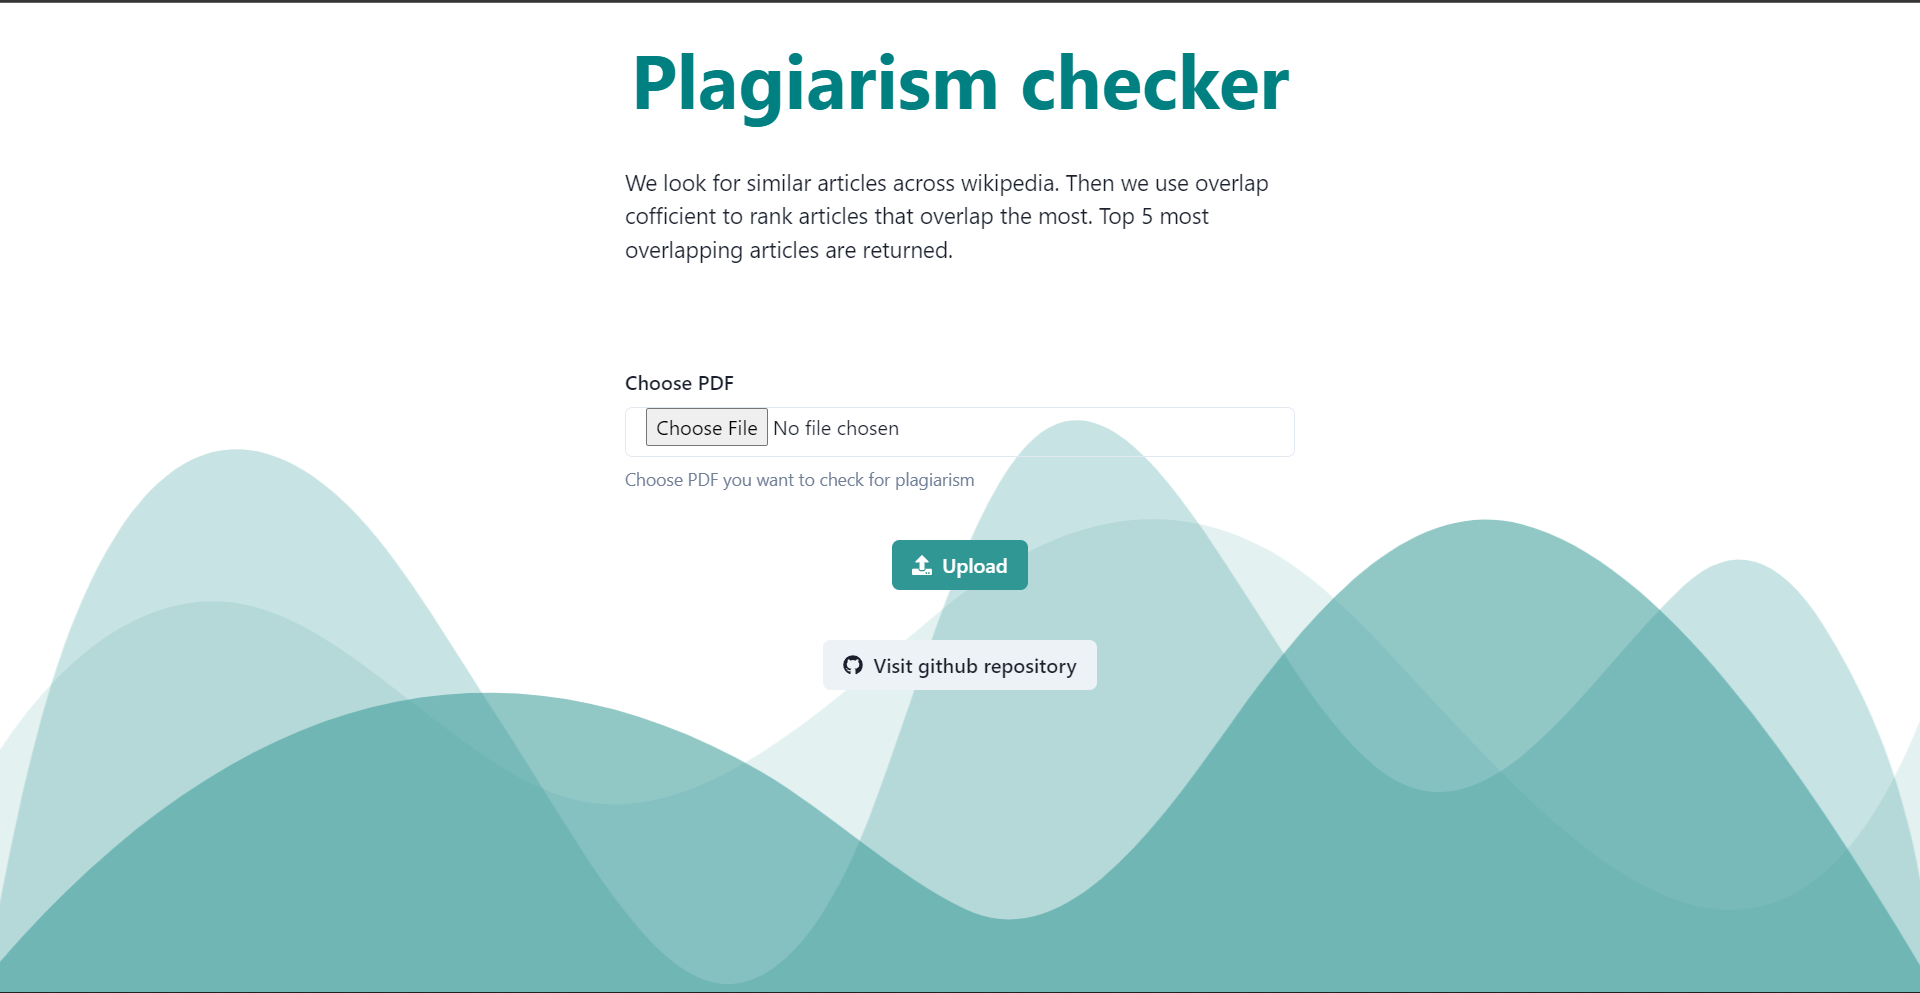 Plagiarism checker
We look for similar articles across wikipedia. Then we use overlap
cofficient to rank articles that overlap the most. Top 5 most
overlapping articles are returned.
Choose PDF
Choose File No file chosen
Choose PDF you want to check for plagiarism
Upload
Visit github repository